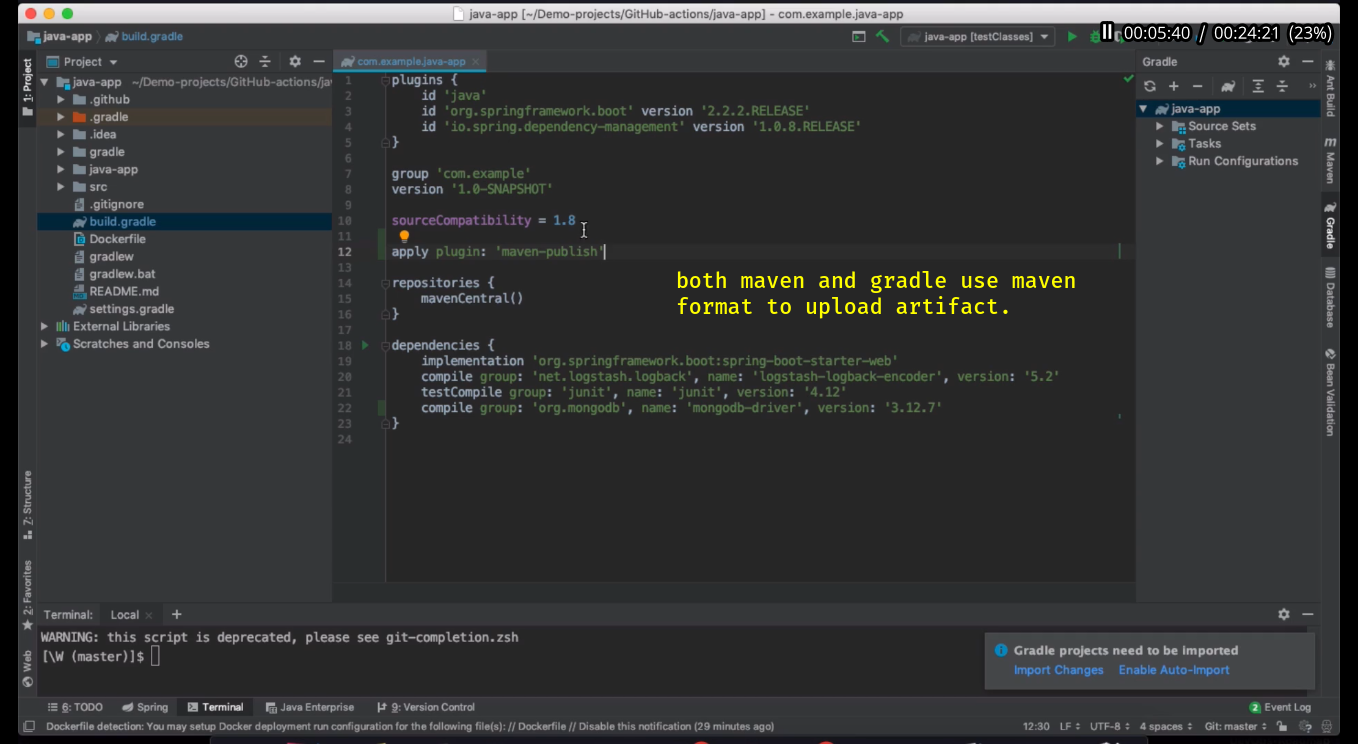 java-app [~/Demo-projects/GitHub-actions/java-app] - com.example.java-app
java-app build.gradle
java-app [testClasses]
00:05:40 / 00:24:21 (23%)
1: Project
Project
java-app ~/Demo-projects/GitHub-actions/jav
.github
.gradle
.idea
gradle
java-app
src
.gitignore
build.gradle
Dockerfile
gradlew
gradlew.bat
README.md
settings.gradle
External Libraries
Scratches and Consoles
com.example.java-app
1 plugins {
2 id 'java'
3 id 'org.springframework.boot' version '2.2.2.RELEASE'
4 id 'io.spring.dependency-management' version '1.0.8.RELEASE'
5 }
6
7 group 'com.example'
8 version '1.0-SNAPSHOT'
9
10 sourceCompatibility = 1.8
11
12 apply plugin: 'maven-publish'
13
14 repositories {
15 mavenCentral()
16 }
17
18 dependencies {
19 implementation 'org.springframework.boot:spring-boot-starter-web'
20 compile group: 'net.logstash.logback', name: 'logstash-logback-encoder', version: '5.2'
21 testCompile group: 'junit', name: 'junit', version: '4.12'
22 compile group: 'org.mongodb', name: 'mongodb-driver', version: '3.12.7'
23 }
24
both maven and gradle use maven
format to upload artifact.
Gradle
java-app
Source Sets
Tasks
Run Configurations
Ant Build
Maven
Gradle
Database
Bean Validation
7: Structure
2: Favorites
Web
Terminal: Local × +
WARNING: this script is deprecated, please see git-completion.zsh
[\W (master)]$
Gradle projects need to be imported
Import Changes Enable Auto-Import
6: TODO Spring Terminal Java Enterprise 9: Version Control
2 Event Log
Dockerfile detection: You may setup Docker deployment run configuration for the following file(s): // Dockerfile // Disable this notification (29 minutes ago)
12:30 LF UTF-8 4 spaces Git: master